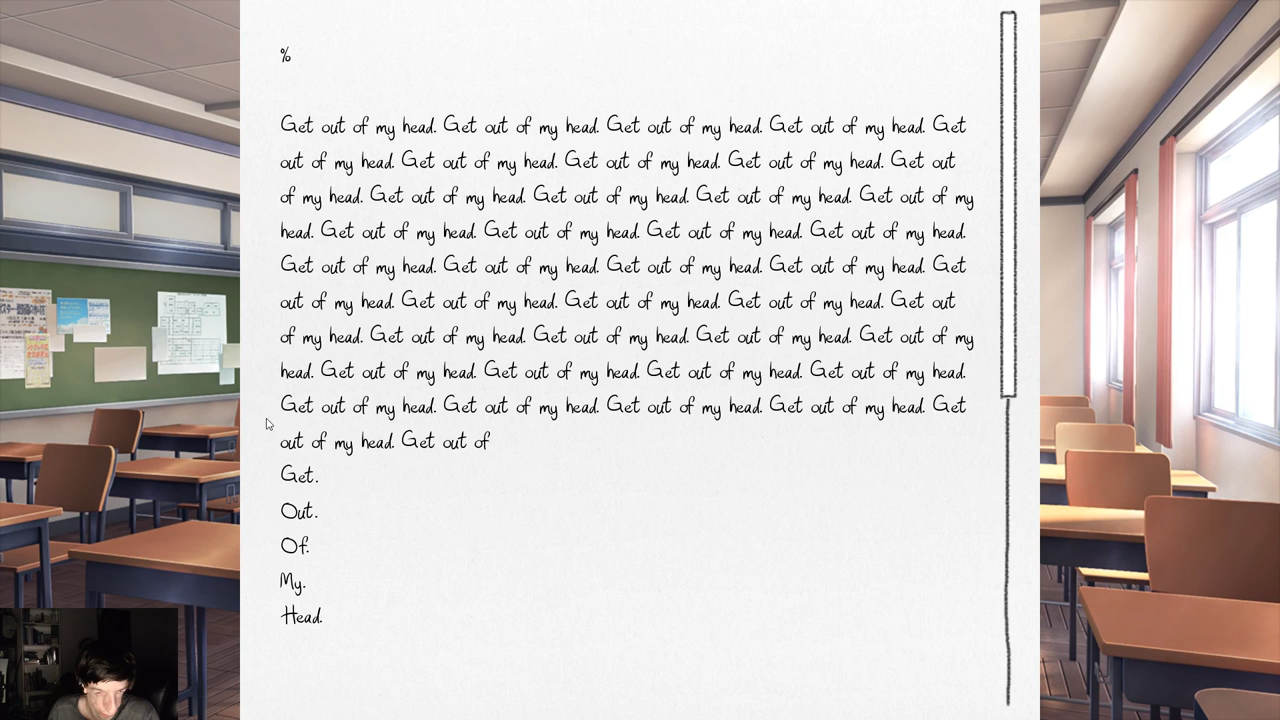 %
Get out of my head. Get out of my head. Get out of my head. Get out of my head. Get
out of my head. Get out of my head. Get out of my head. Get out of my head. Get out
of my head. Get out of my head. Get out of my head. Get out of my head. Get out of my
head. Get out of my head. Get out of my head. Get out of my head. Get out of my head.
Get out of my head. Get out of my head. Get out of my head. Get out of my head. Get
out of my head. Get out of my head. Get out of my head. Get out of my head. Get out
of my head. Get out of my head. Get out of my head. Get out of my head. Get out of my
head. Get out of my head. Get out of my head. Get out of my head. Get out of my head.
Get out of my head. Get out of my head. Get out of my head. Get out of my head. Get
out of my head. Get out of
Get.
Out.
Of.
My.
Head.